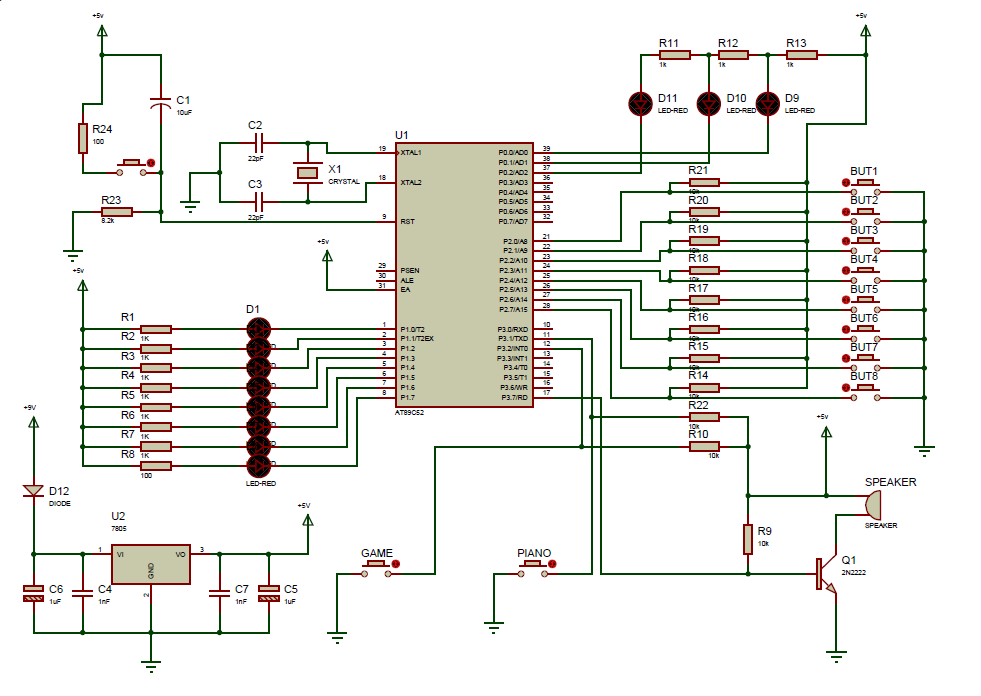 +5v
+5v
R11
R12
R13
1k
1k
1k
C1
10uF
D11
LED-RED
D10
LED-RED
D9
LED-RED
R24
100
C2
22pF
U1
19
XTAL1
P0.0/AD0
39
P0.1/AD1
38
P0.2/AD2
37
P0.3/AD3
36
P0.4/AD4
35
P0.5/AD5
34
P0.6/AD6
33
P0.7/AD7
32
X1
CRYSTAL
18
XTAL2
C3
22pF
R23
8.2k
9
RST
R21
10k
BUT1
R20
10k
BUT2
R19
10k
BUT3
R18
10k
BUT4
R17
10k
BUT5
R16
10k
BUT6
R15
10k
BUT7
R14
BUT8
P2.0/A8
21
P2.1/A9
22
P2.2/A10
23
P2.3/A11
24
P2.4/A12
25
P2.5/A13
26
P2.6/A14
27
P2.7/A15
28
+5v
+5v
29
PSEN
30
ALE
31
EA
R1
1K
R2
1K
R3
1K
R4
1K
R5
1K
R6
1K
R7
1K
R8
100
D1
LED-RED
1
P1.0/T2
2
P1.1/T2EX
3
P1.2
4
P1.3
5
P1.4
6
P1.5
7
P1.6
8
P1.7
P3.0/RXD
10
P3.1/TXD
11
P3.2/INT0
12
P3.3/INT1
13
P3.4/T0
14
P3.5/T1
15
P3.6/WR
16
P3.7/RD
17
AT89C52
R22
10k
R10
10k
+9V
D12
DIODE
U2
7805
1
VI
VO
3
GND
2
+5V
C6
1uF
C4
1nF
C7
1nF
C5
1uF
GAME
PIANO
R9
10k
+5v
SPEAKER
SPEAKER
Q1
2N2222